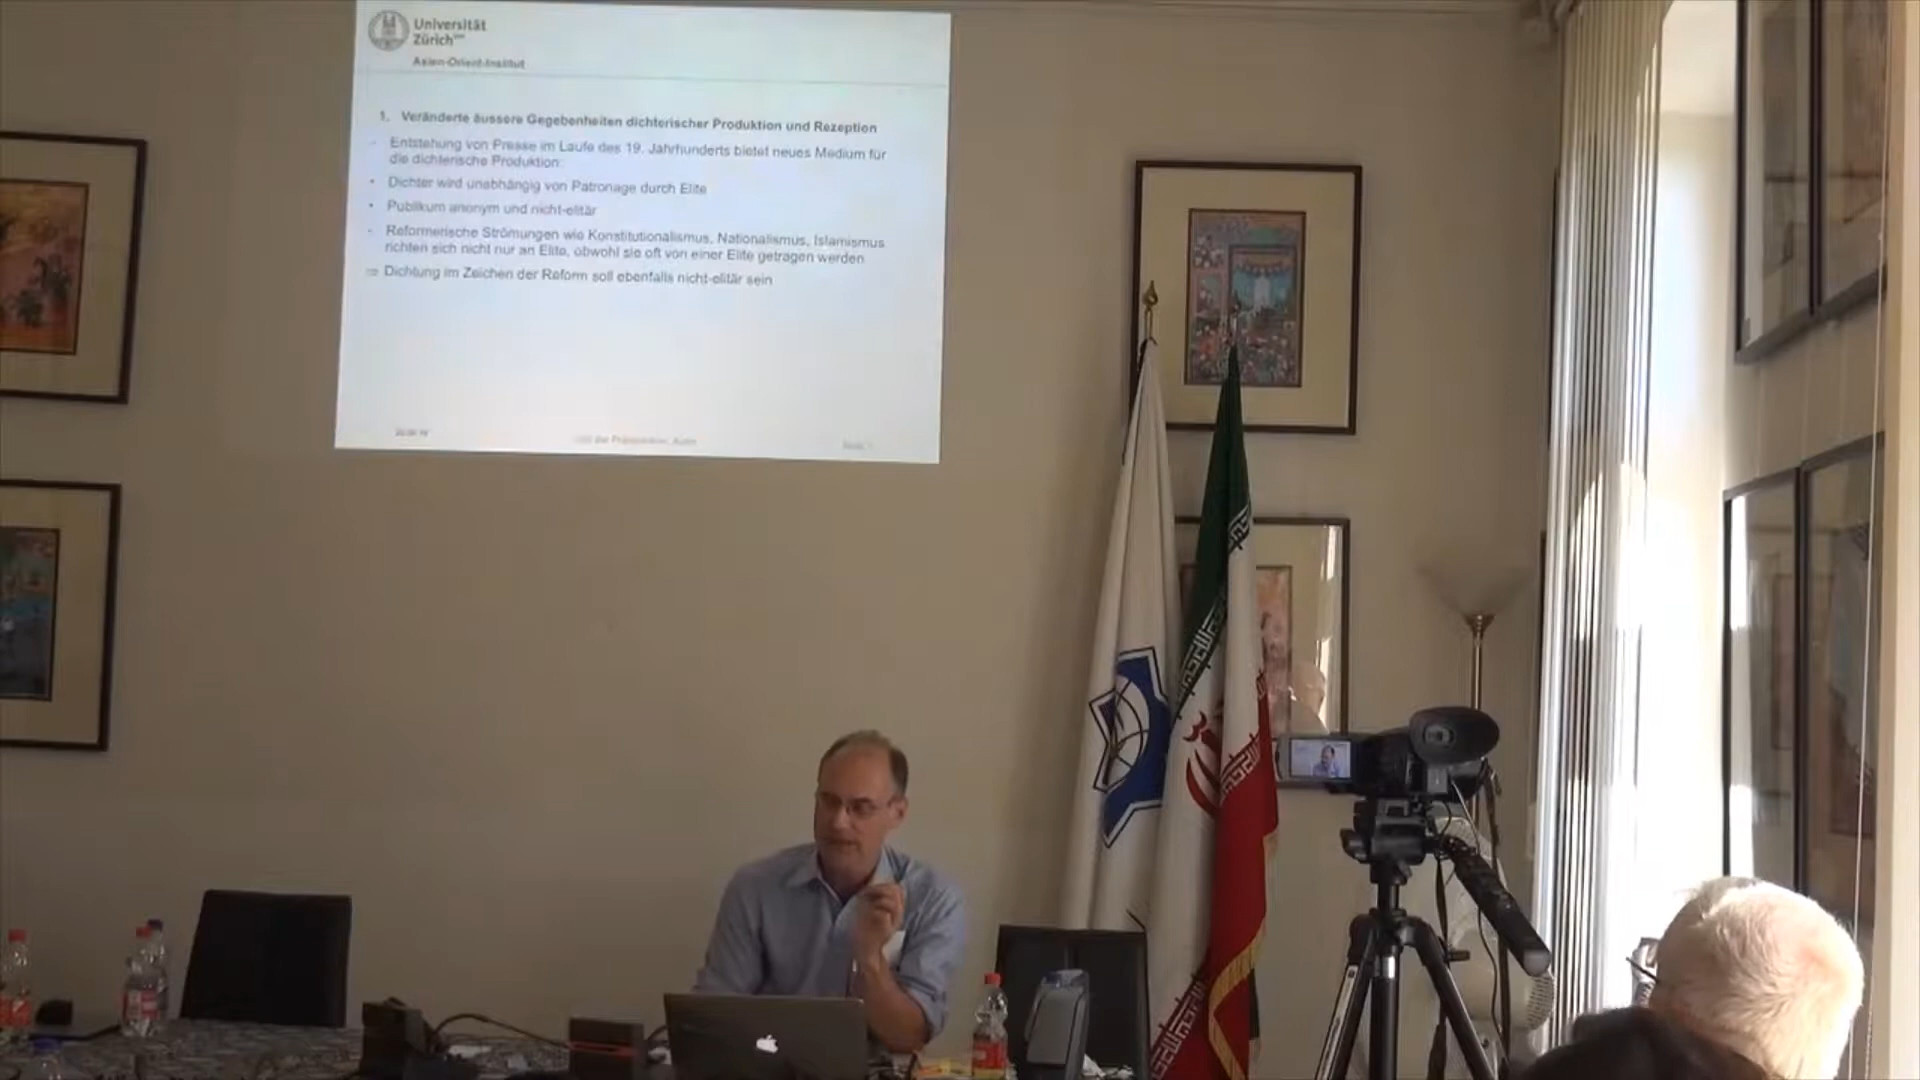 Universität
Zürich
Asien-Orient-Institut
1. Veränderte äussere Gegebenheiten dichterischer Produktion und Rezeption
- Entstehung von Presse im Laufe des 19. Jahrhunderts bietet neues Medium für
die dichterische Produktion:
• Dichter wird unabhängig von Patronage durch Elite
• Publikum anonym und nicht-elitär
- Reformerische Strömungen wie Konstitutionalismus, Nationalismus, Islamismus
richten sich nicht nur an Elite, obwohl sie oft von einer Elite getragen werden
⇒ Dichtung im Zeichen der Reform soll ebenfalls nicht-elitär sein